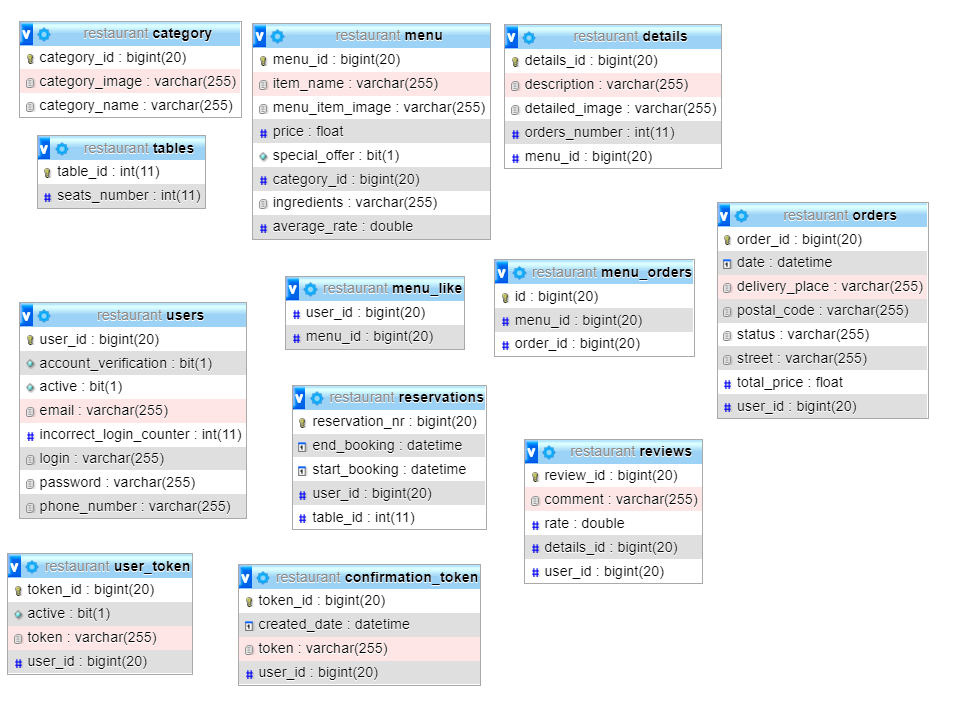 v restaurant category
category_id : bigint(20)
category_image : varchar(255)
category_name : varchar(255)
v restaurant menu
menu_id : bigint(20)
item_name : varchar(255)
menu_item_image : varchar(255)
# price : float
special_offer : bit(1)
# category_id : bigint(20)
ingredients : varchar(255)
# average_rate : double
v restaurant details
details_id : bigint(20)
description : varchar(255)
detailed_image : varchar(255)
# orders_number : int(11)
# menu_id : bigint(20)
v restaurant tables
table_id : int(11)
# seats_number : int(11)
v restaurant orders
order_id : bigint(20)
date : datetime
delivery_place : varchar(255)
postal_code : varchar(255)
status : varchar(255)
street : varchar(255)
# total_price : float
# user_id : bigint(20)
v restaurant menu_orders
id : bigint(20)
# menu_id : bigint(20)
# order_id : bigint(20)
v restaurant menu_like
# user_id : bigint(20)
# menu_id : bigint(20)
v restaurant users
user_id : bigint(20)
account_verification : bit(1)
active : bit(1)
email : varchar(255)
# incorrect_login_counter : int(11)
login : varchar(255)
password : varchar(255)
phone_number : varchar(255)
v restaurant reservations
reservation_nr : bigint(20)
end_booking : datetime
start_booking : datetime
# user_id : bigint(20)
# table_id : int(11)
v restaurant reviews
review_id : bigint(20)
comment : varchar(255)
# rate : double
# details_id : bigint(20)
# user_id : bigint(20)
v restaurant user_token
token_id : bigint(20)
active : bit(1)
token : varchar(255)
# user_id : bigint(20)
v restaurant confirmation_token
token_id : bigint(20)
created_date : datetime
token : varchar(255)
# user_id : bigint(20)